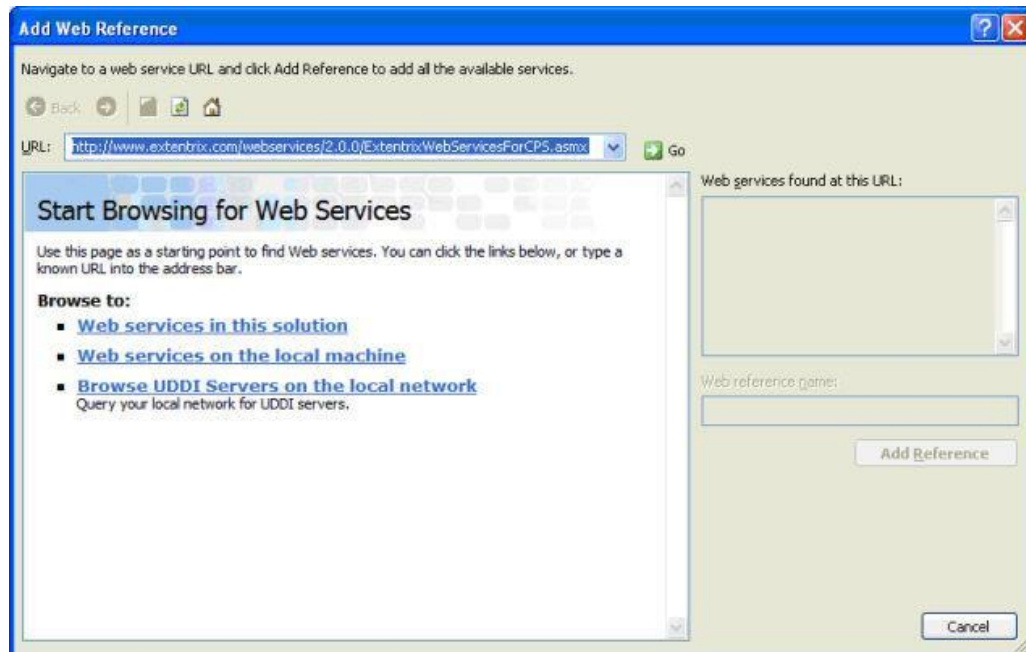 Add Web Reference
Navigate to a web service URL and click Add Reference to add all the available services.
Back
URL: http://www.extentrix.com/webservices/2.0.0/ExtentrixWebServicesForCPS.asmx Go
Start Browsing for Web Services
Use this page as a starting point to find Web services. You can click the links below, or type a
known URL into the address bar.
Browse to:
Web services in this solution
Web services on the local machine
Browse UDDI Servers on the local network
Query your local network for UDDI servers.
Web services found at this URL:
Web reference name:
Add Reference
Cancel